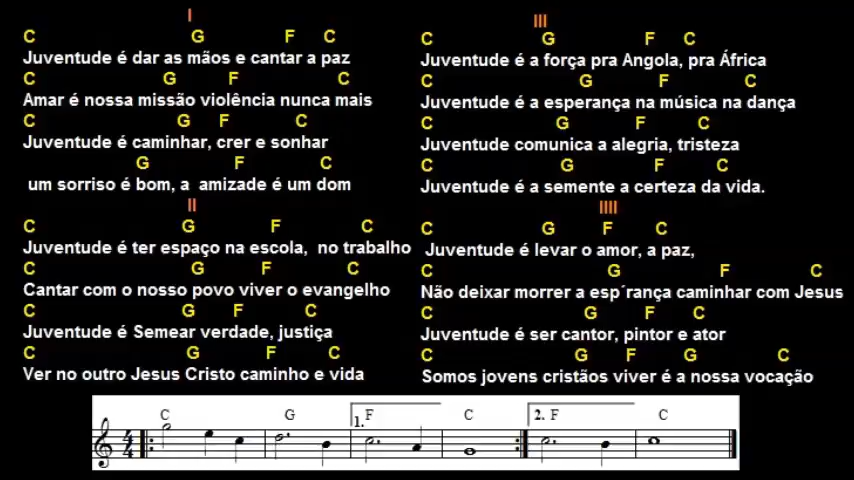 I
C G F C
Juventude é dar as mãos e cantar a paz
C G F C
Amar é nossa missão violência nunca mais
C G F C
Juventude é caminhar, crer e sonhar
G F C
um sorriso é bom, a amizade é um dom
II
C G F C
Juventude é ter espaço na escola, no trabalho
C G F C
Cantar com o nosso povo viver o evangelho
C G F C
Juventude é Semear verdade, justiça
C G F C
Ver no outro Jesus Cristo caminho e vida
III
C G F C
Juventude é a força pra Angola, pra África
C G F C
Juventude é a esperança na música na dança
C G F C
Juventude comunica a alegria, tristeza
C G F C
Juventude é a semente a certeza da vida.
IIII
C G F C
Juventude é levar o amor, a paz,
C G F C
Não deixar morrer a esp´rança caminhar com Jesus
C G F C
Juventude é ser cantor, pintor e ator
C G F G C
Somos jovens cristãos viver é a nossa vocação
C G 1. F C 2. F C
4
4